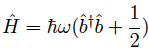 Ĥ = ħω(b̂†b̂ + 1/2)